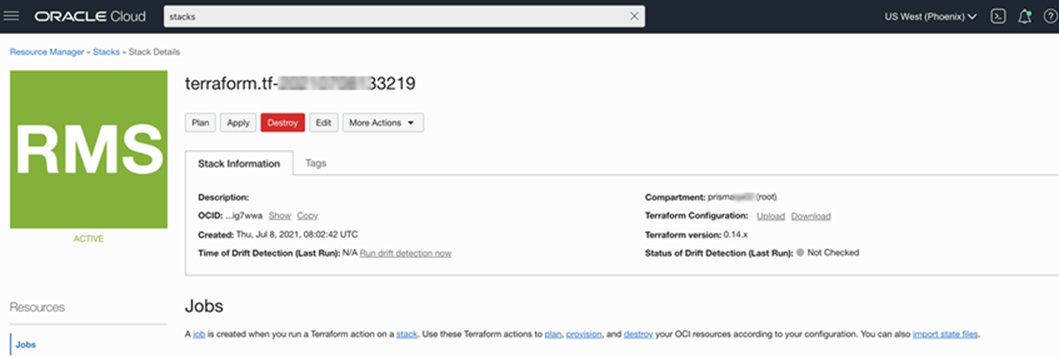 ORACLE Cloud
stacks
US West (Phoenix)
Resource Manager » Stacks » Stack Details
RMS
ACTIVE
terraform.tf- 33219
Plan Apply Destroy Edit More Actions
Stack Information Tags
Description:
OCID: ...ig7wwa Show Copy
Created: Thu, Jul 8, 2021, 08:02:42 UTC
Time of Drift Detection (Last Run): N/A Run drift detection now
Compartment: prisma (root)
Terraform Configuration: Upload Download
Terraform version: 0.14.x
Status of Drift Detection (Last Run): Not Checked
Resources
Jobs
Jobs
A job is created when you run a Terraform action on a stack. Use these Terraform actions to plan, provision, and destroy your OCI resources according to your configuration. You can also import state files.